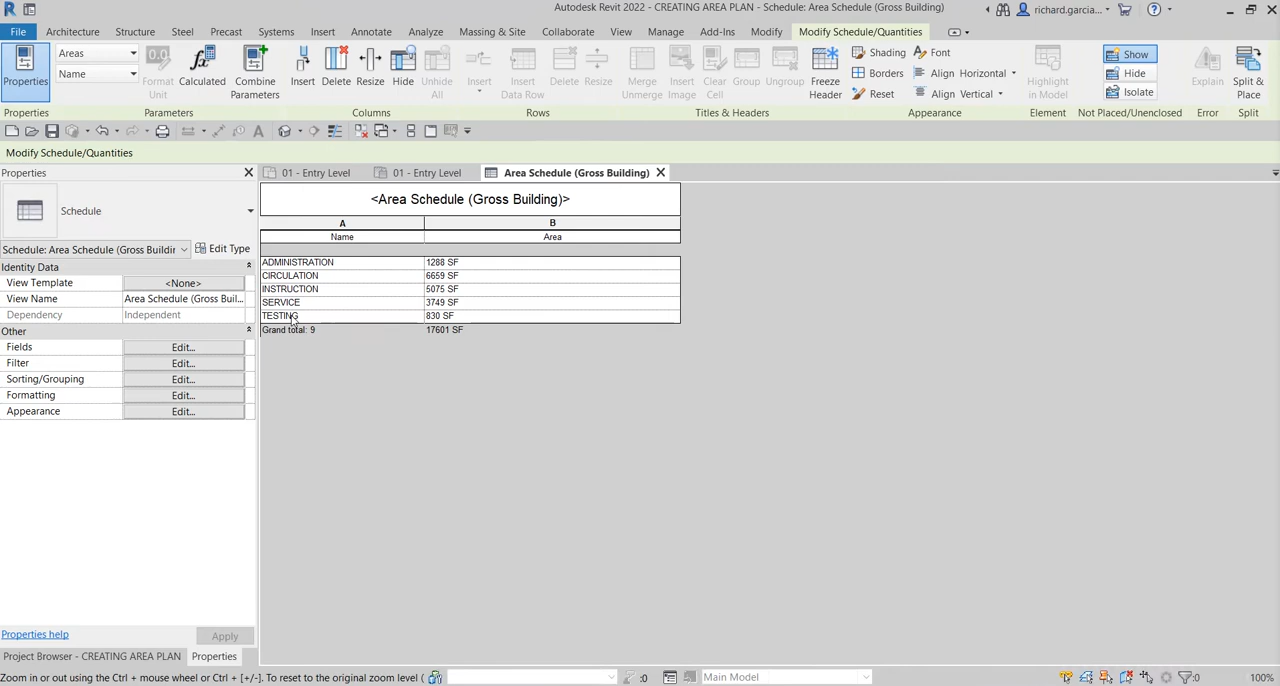 Autodesk Revit 2022 - CREATING AREA PLAN - Schedule: Area Schedule (Gross Building)
richard.garcia...
File Architecture Structure Steel Precast Systems Insert Annotate Analyze Massing & Site Collaborate View Manage Add-Ins Modify Modify Schedule/Quantities
Properties
Areas
Name
Format Unit
Calculated
Combine Parameters
Insert
Delete
Resize
Hide
Unhide All
Insert
Insert Data Row
Delete
Resize
Merge Unmerge
Insert Image
Clear Cell
Group
Ungroup
Freeze Header
Shading
Borders
Reset
Font
Align Horizontal
Align Vertical
Highlight in Model
Show
Hide
Isolate
Explain
Split & Place
Properties Parameters Columns Rows Titles & Headers Appearance Element Not Placed/Unenclosed Error Split
Modify Schedule/Quantities
Properties
01 - Entry Level 01 - Entry Level Area Schedule (Gross Building)
Schedule
Schedule: Area Schedule (Gross Buildir
Edit Type
Identity Data
View Template <None>
View Name Area Schedule (Gross Buil...
Dependency Independent
Other
Fields Edit...
Filter Edit...
Sorting/Grouping Edit...
Formatting Edit...
Appearance Edit...
<Area Schedule (Gross Building)>
A B
Name Area
ADMINISTRATION 1288 SF
CIRCULATION 6659 SF
INSTRUCTION 5075 SF
SERVICE 3749 SF
TESTING 830 SF
Grand total: 9 17601 SF
Properties help
Apply
Project Browser - CREATING AREA PLAN Properties
Zoom in or out using the Ctrl + mouse wheel or Ctrl + [+/-]. To reset to the original zoom level (
:0
Main Model
:0
100%